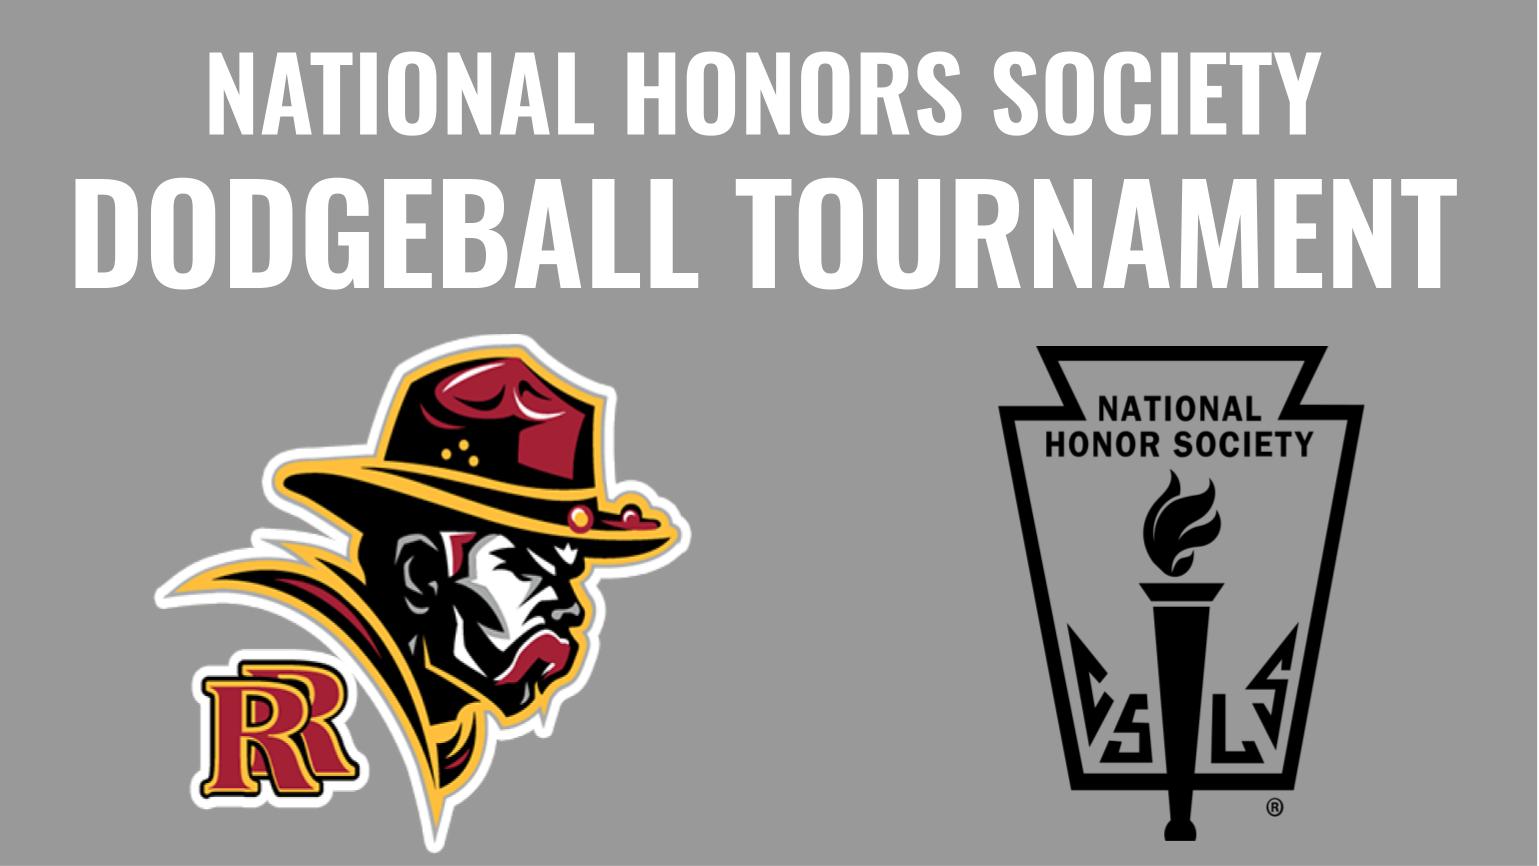 NATIONAL HONORS SOCIETY
DODGEBALL TOURNAMENT
RR
NATIONAL
HONOR SOCIETY
C S L S
®